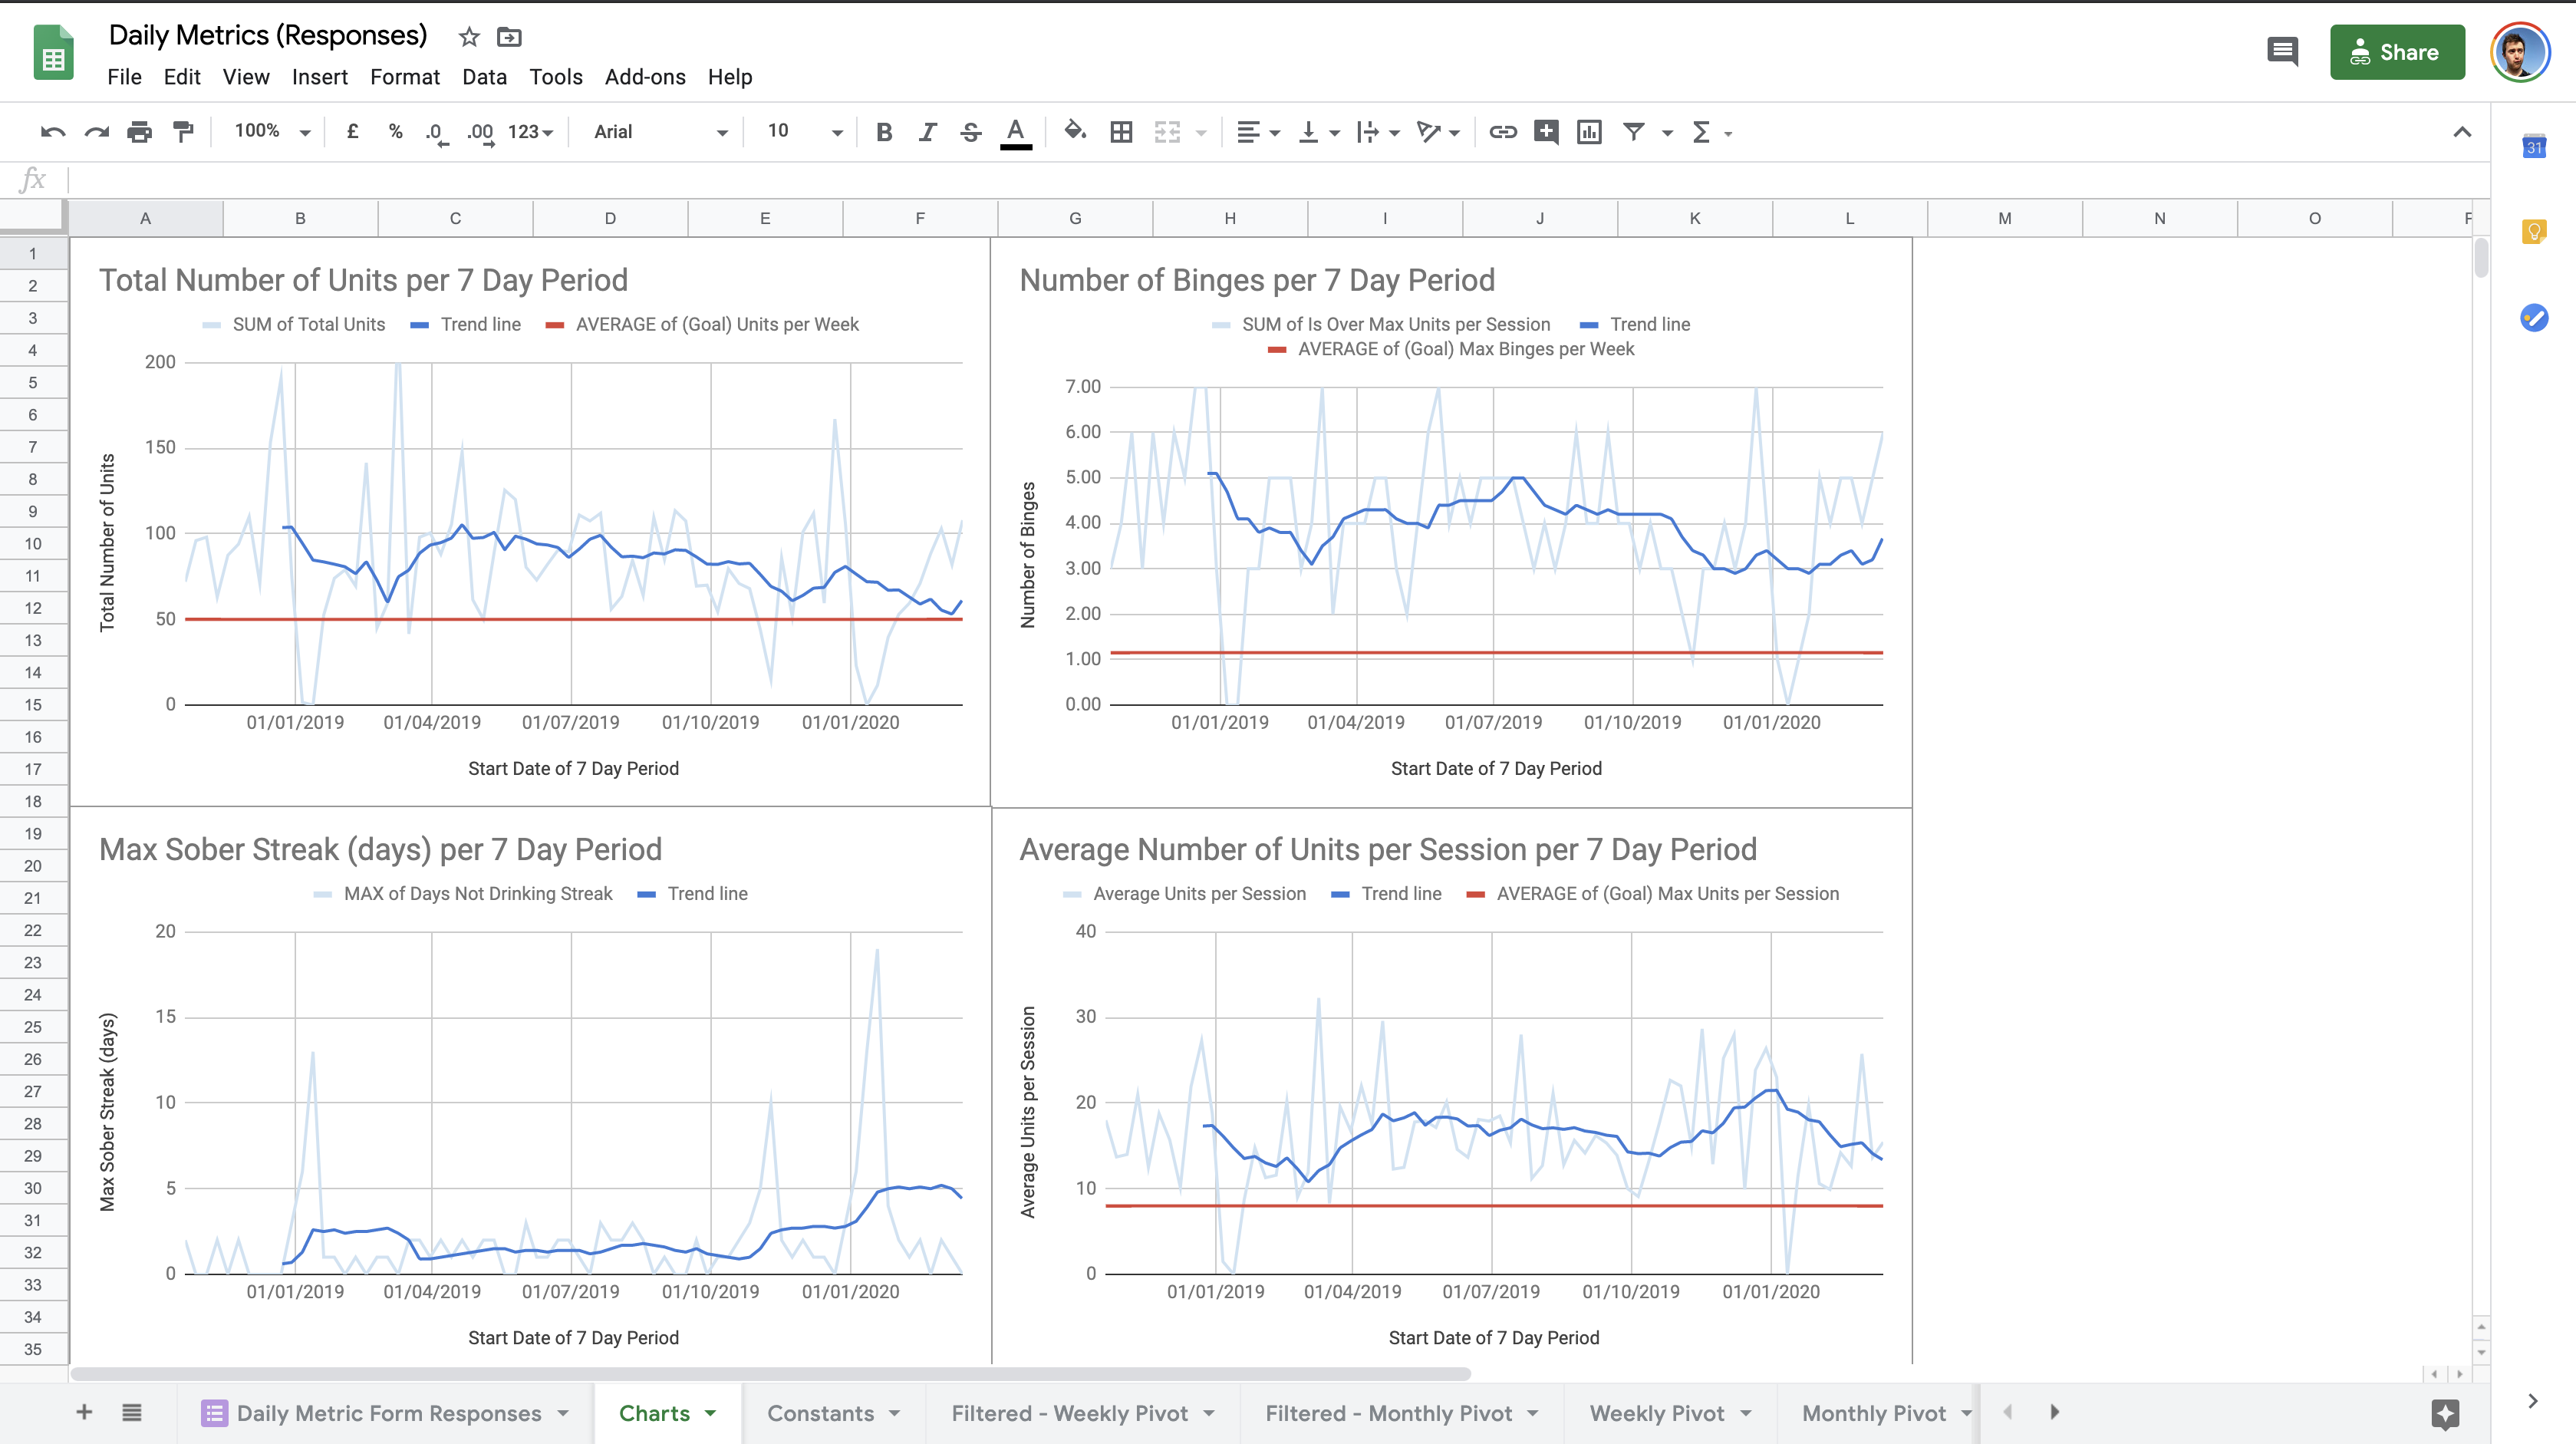 Daily Metrics (Responses)
File Edit View Insert Format Data Tools Add-ons Help
Share
100% £ % .0 .00 123 Arial 10 B I S A Σ
31
fx
A B C D E F G H I J K L M N O
1
2
3
4
5
6
7
8
9
10
11
12
13
14
15
16
17
18
19
20
21
22
23
24
25
26
27
28
29
30
31
32
33
34
35
Total Number of Units per 7 Day Period
SUM of Total Units Trend line AVERAGE of (Goal) Units per Week
Total Number of Units
200
150
100
50
0
01/01/2019 01/04/2019 01/07/2019 01/10/2019 01/01/2020
Start Date of 7 Day Period
Number of Binges per 7 Day Period
SUM of Is Over Max Units per Session Trend line
AVERAGE of (Goal) Max Binges per Week
Number of Binges
7.00
6.00
5.00
4.00
3.00
2.00
1.00
0.00
01/01/2019 01/04/2019 01/07/2019 01/10/2019 01/01/2020
Start Date of 7 Day Period
Max Sober Streak (days) per 7 Day Period
MAX of Days Not Drinking Streak Trend line
Max Sober Streak (days)
20
15
10
5
0
01/01/2019 01/04/2019 01/07/2019 01/10/2019 01/01/2020
Start Date of 7 Day Period
Average Number of Units per Session per 7 Day Period
Average Units per Session Trend line AVERAGE of (Goal) Max Units per Session
Average Units per Session
40
30
20
10
0
01/01/2019 01/04/2019 01/07/2019 01/10/2019 01/01/2020
Start Date of 7 Day Period
Daily Metric Form Responses Charts Constants Filtered - Weekly Pivot Filtered - Monthly Pivot Weekly Pivot Monthly Pivot